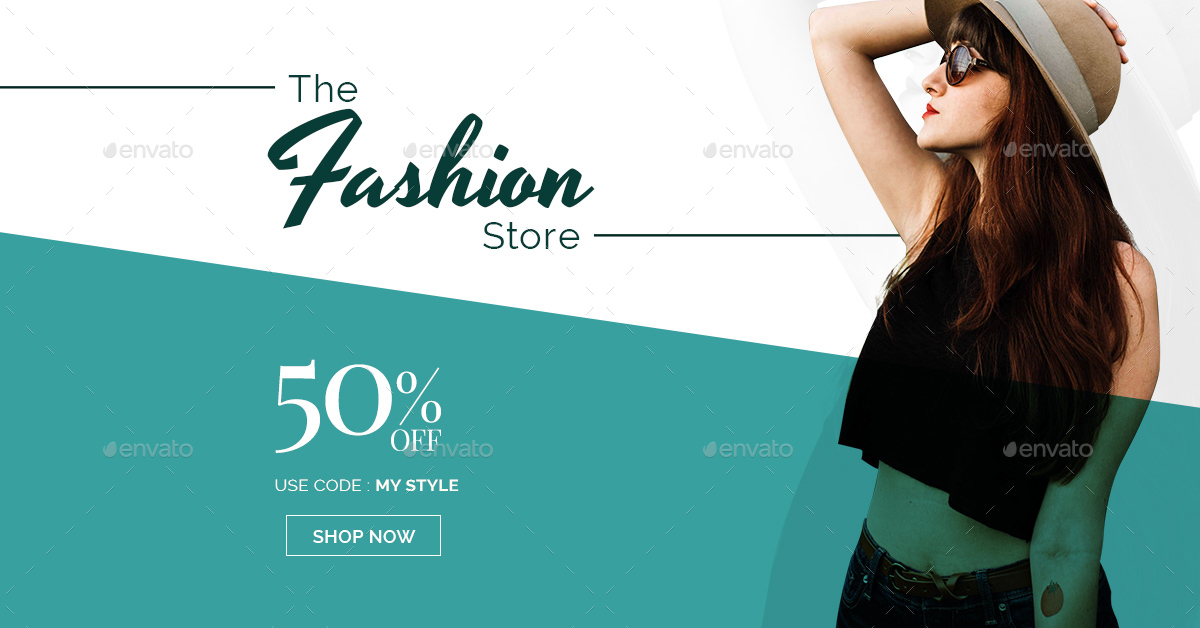 The
Fashion
Store
envato envato envato envato
50%
OFF
envato envato envato envato
USE CODE : MY STYLE
SHOP NOW